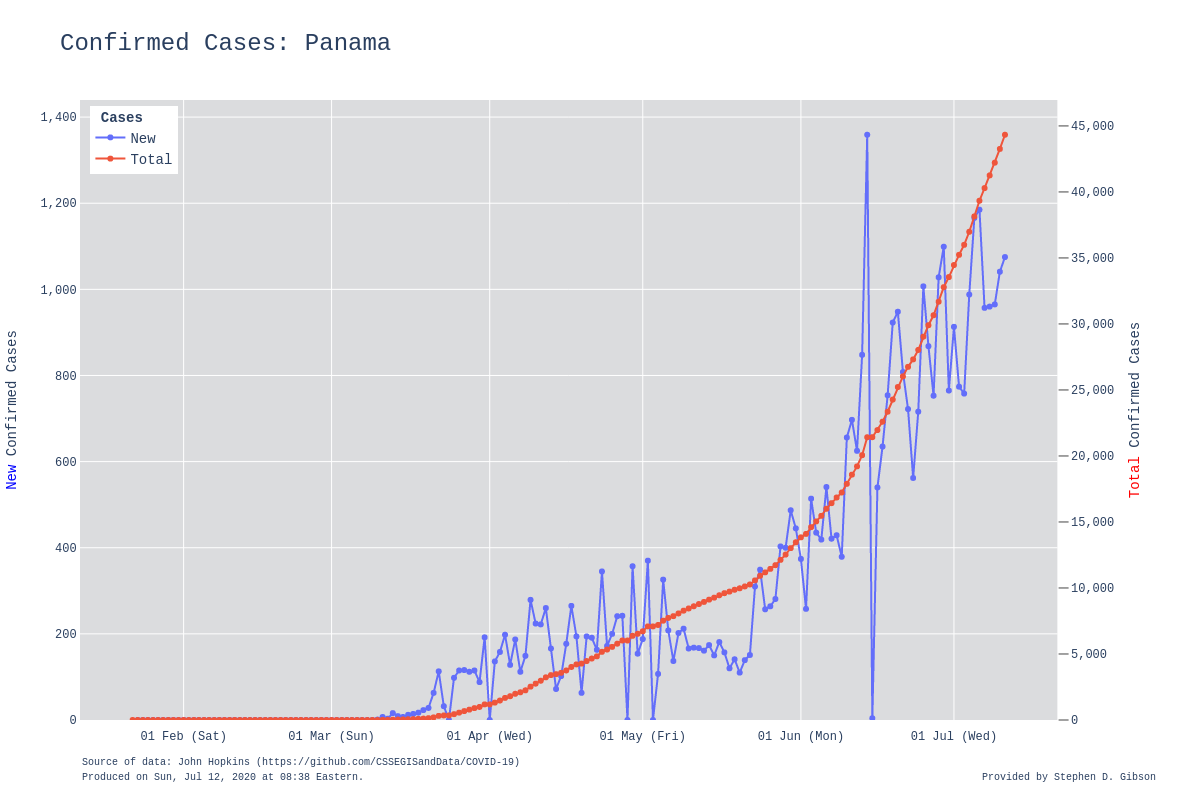 Confirmed Cases: Panama
Cases
New
Total
1,400
1,200
1,000
800
600
400
200
0
45,000
40,000
35,000
30,000
25,000
20,000
15,000
10,000
5,000
0
New Confirmed Cases
Total Confirmed Cases
01 Feb (Sat) 01 Mar (Sun) 01 Apr (Wed) 01 May (Fri) 01 Jun (Mon) 01 Jul (Wed)
Source of data: John Hopkins (https://github.com/CSSEGISandData/COVID-19)
Produced on Sun, Jul 12, 2020 at 08:38 Eastern.
Provided by Stephen D. Gibson